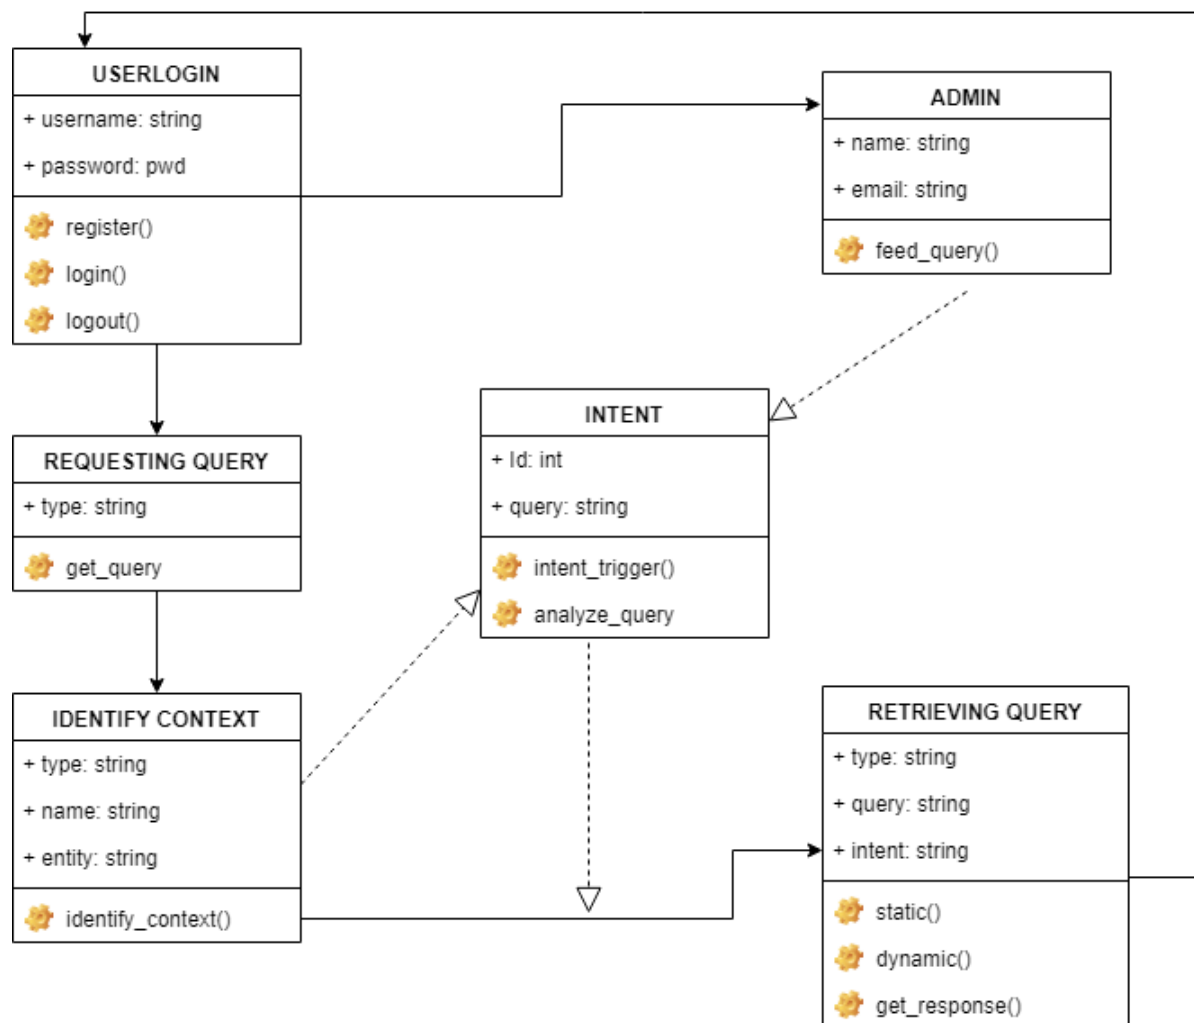 USERLOGIN
+ username: string
+ password: pwd
register()
login()
logout()
ADMIN
+ name: string
+ email: string
feed_query()
REQUESTING QUERY
+ type: string
get_query
INTENT
+ Id: int
+ query: string
intent_trigger()
analyze_query
IDENTIFY CONTEXT
+ type: string
+ name: string
+ entity: string
identify_context()
RETRIEVING QUERY
+ type: string
+ query: string
+ intent: string
static()
dynamic()
get_response()